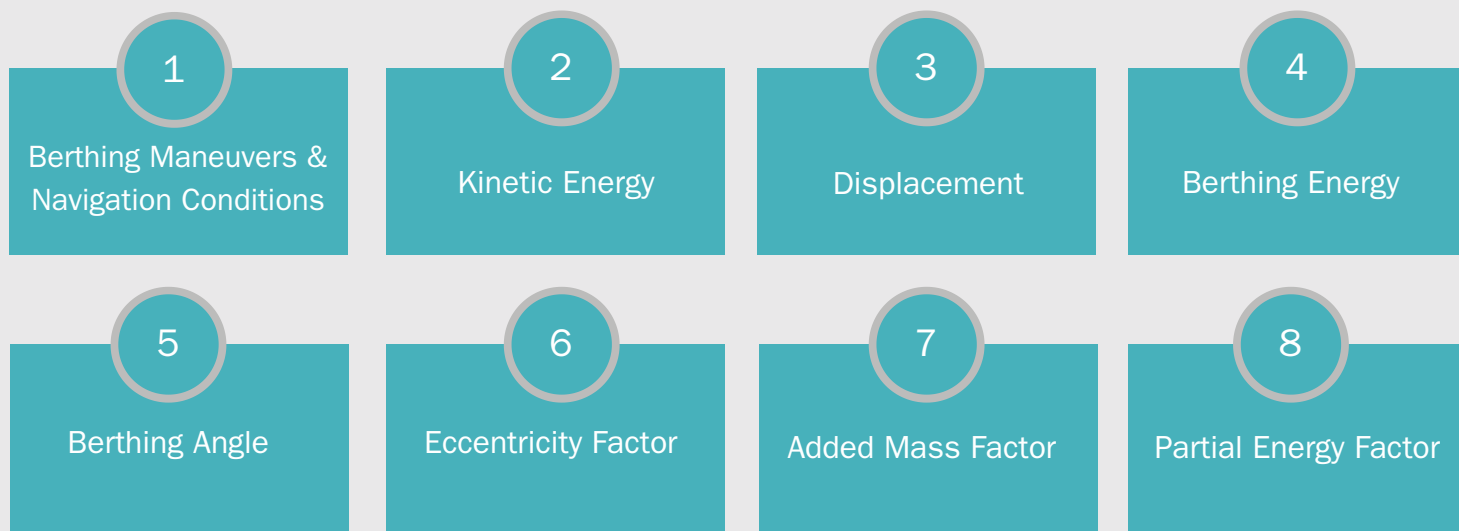 1
Berthing Maneuvers &
Navigation Conditions
2
Kinetic Energy
3
Displacement
4
Berthing Energy
5
Berthing Angle
6
Eccentricity Factor
7
Added Mass Factor
8
Partial Energy Factor